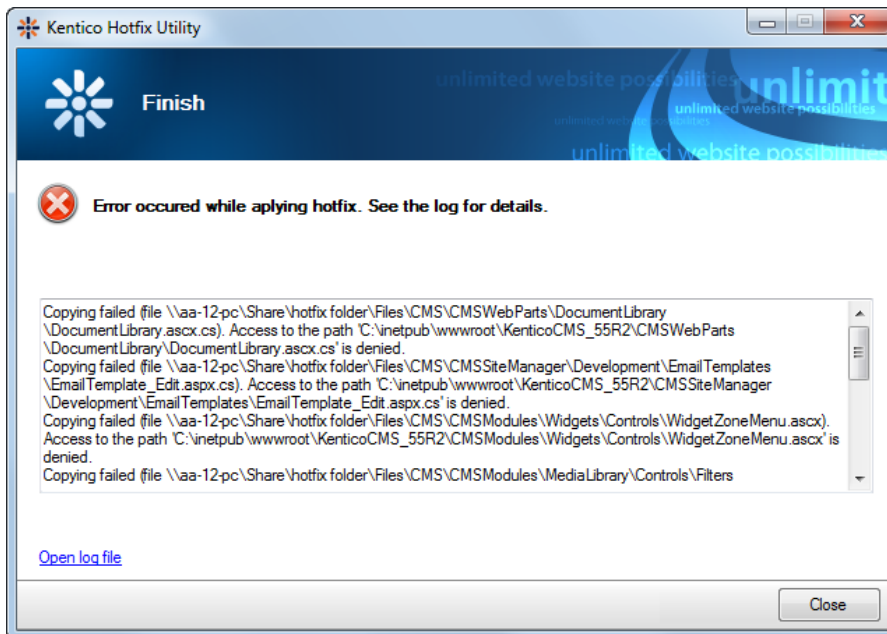 Kentico Hotfix Utility
unlimited website possibilities
unlimit
Finish
unlimited website possibilities
unlimited website possibilities
unlimited website possibilitie
Error occured while aplying hotfix. See the log for details.
Copying failed (file \\aa-12-pc\Share\hotfix folder\Files\CMS\CMSWebParts\DocumentLibrary
\DocumentLibrary.ascx.cs). Access to the path 'C:\inetpub\wwwroot\KenticoCMS_55R2\CMSWebParts
\DocumentLibrary\DocumentLibrary.ascx.cs' is denied.
Copying failed (file \\aa-12-pc\Share\hotfix folder\Files\CMS\CMSSiteManager\Development\EmailTemplates
\EmailTemplate_Edit.aspx.cs). Access to the path 'C:\inetpub\wwwroot\KenticoCMS_55R2\CMSSiteManager
\Development\EmailTemplates\EmailTemplate_Edit.aspx.cs' is denied.
Copying failed (file \\aa-12-pc\Share\hotfix folder\Files\CMS\CMSModules\Widgets\Controls\WidgetZoneMenu.ascx).
Access to the path 'C:\inetpub\wwwroot\KenticoCMS_55R2\CMSModules\Widgets\Controls\WidgetZoneMenu.ascx' is
denied.
Copying failed (file \\aa-12-pc\Share\hotfix folder\Files\CMS\CMSModules\MediaLibrary\Controls\Filters
Open log file
Close